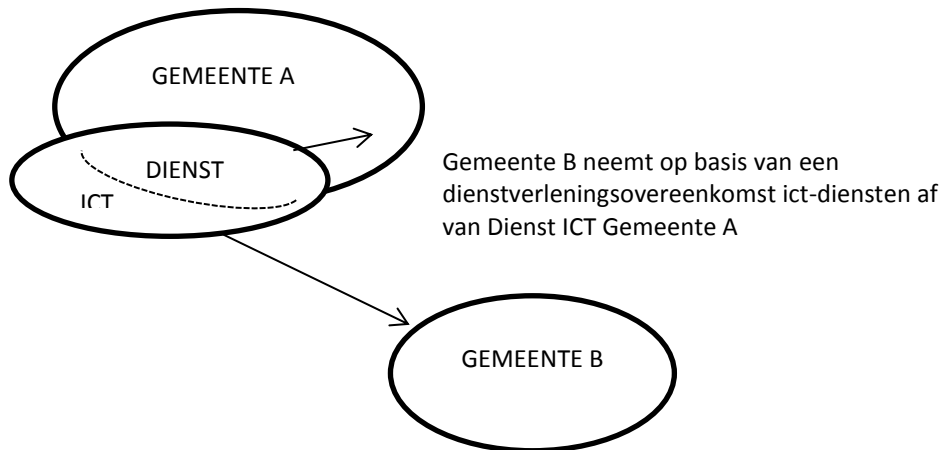 GEMEENTE A
DIENST
ICT
Gemeente B neemt op basis van een
dienstverleningsovereenkomst ict-diensten af
van Dienst ICT Gemeente A
GEMEENTE B